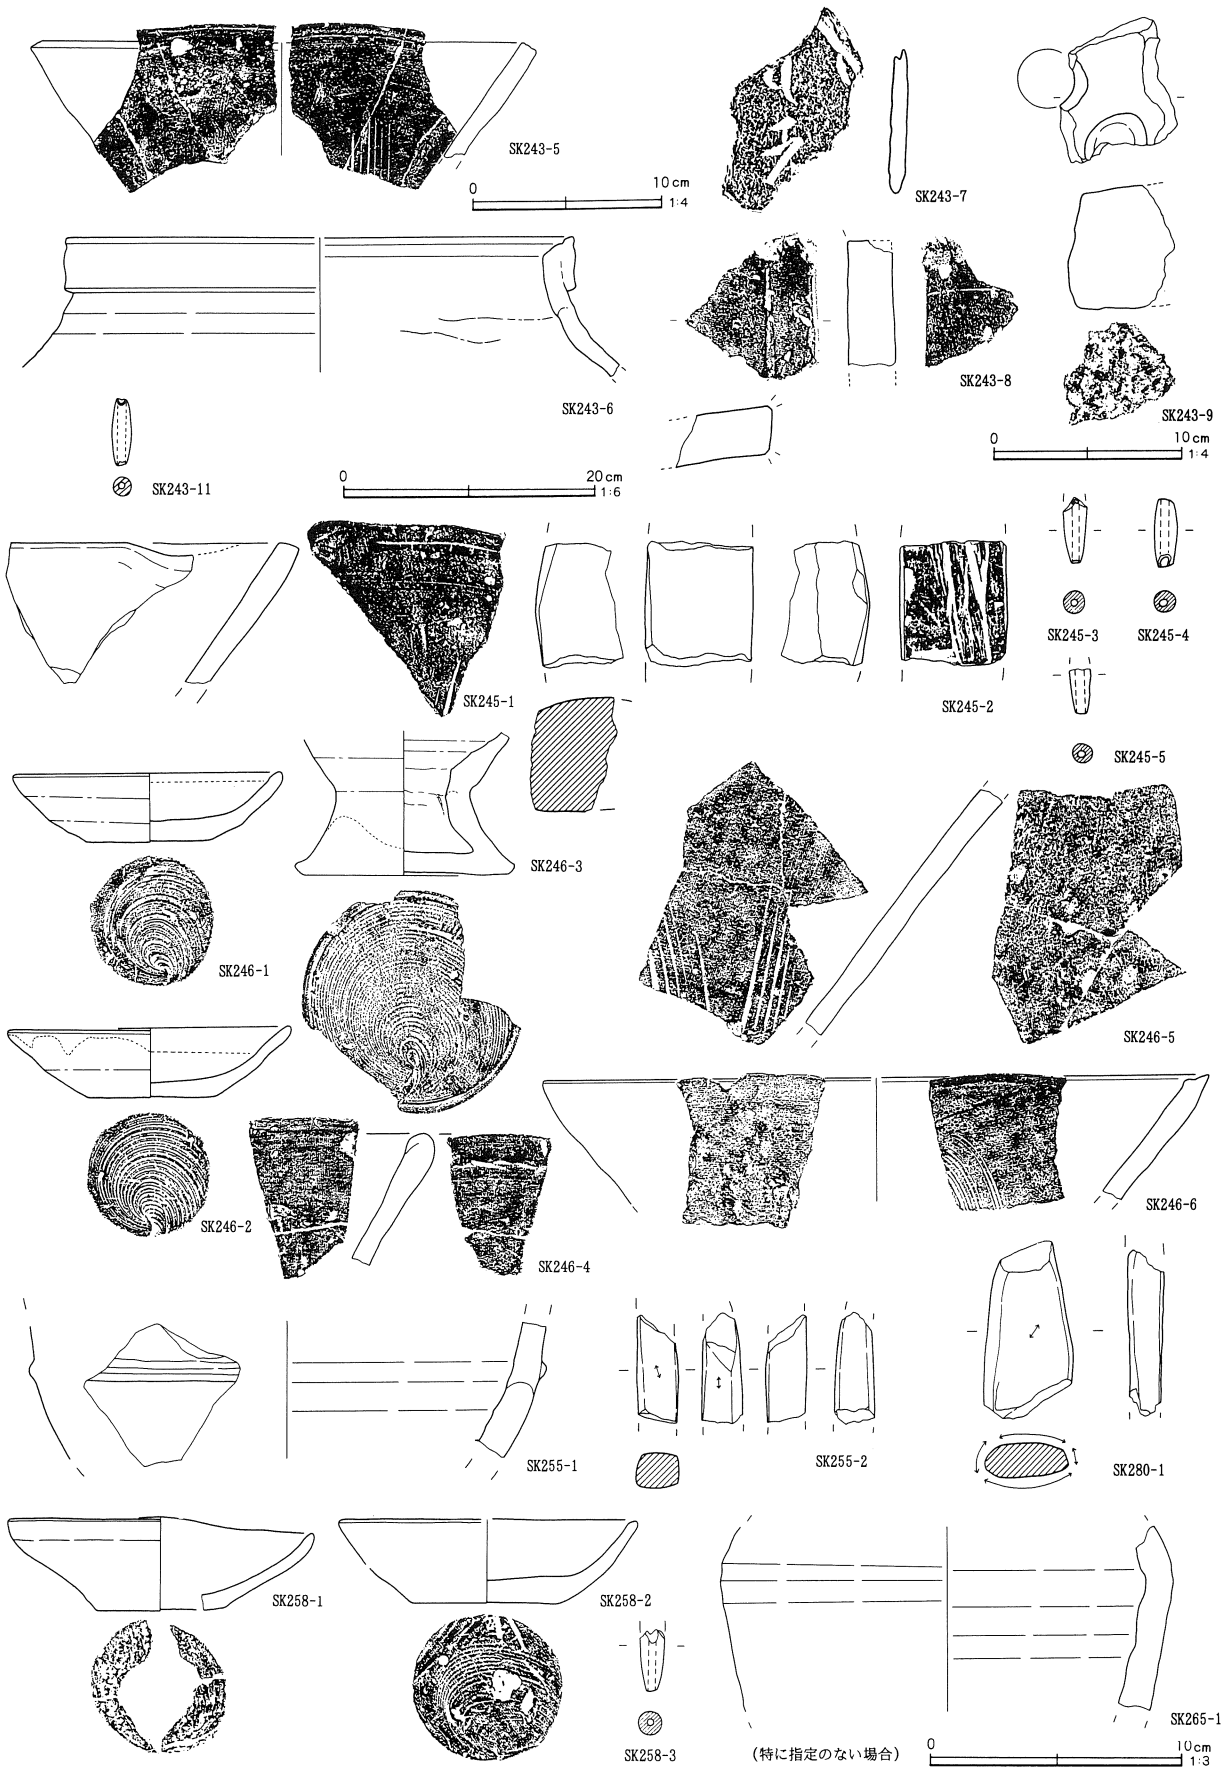 SK243-5
0 10cm
1:4
SK243-7
SK243-6
SK243-8
SK243-9
0 10cm
1:4
SK243-11
0 20cm
1:6
SK245-1
SK245-2
SK245-3
SK245-4
SK245-5
SK246-1
SK246-3
SK246-5
SK246-2
SK246-4
SK246-6
SK255-1
SK255-2
SK280-1
SK258-1
SK258-2
SK258-3
SK265-1
(特に指定のない場合)
0 10cm
1:3